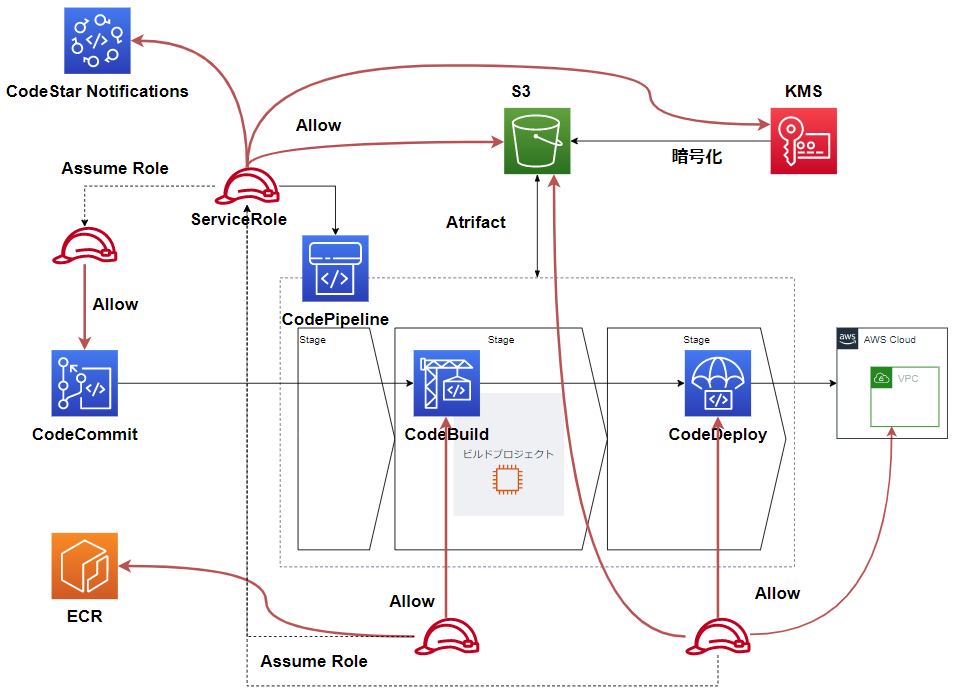 CodeStar Notifications
S3
KMS
Allow
暗号化
Assume Role
ServiceRole
Atrifact
Allow
CodePipeline
Stage
Stage
Stage
aws
AWS Cloud
VPC
CodeCommit
CodeBuild
CodeDeploy
ビルドプロジェクト
ECR
Allow
Allow
Assume Role